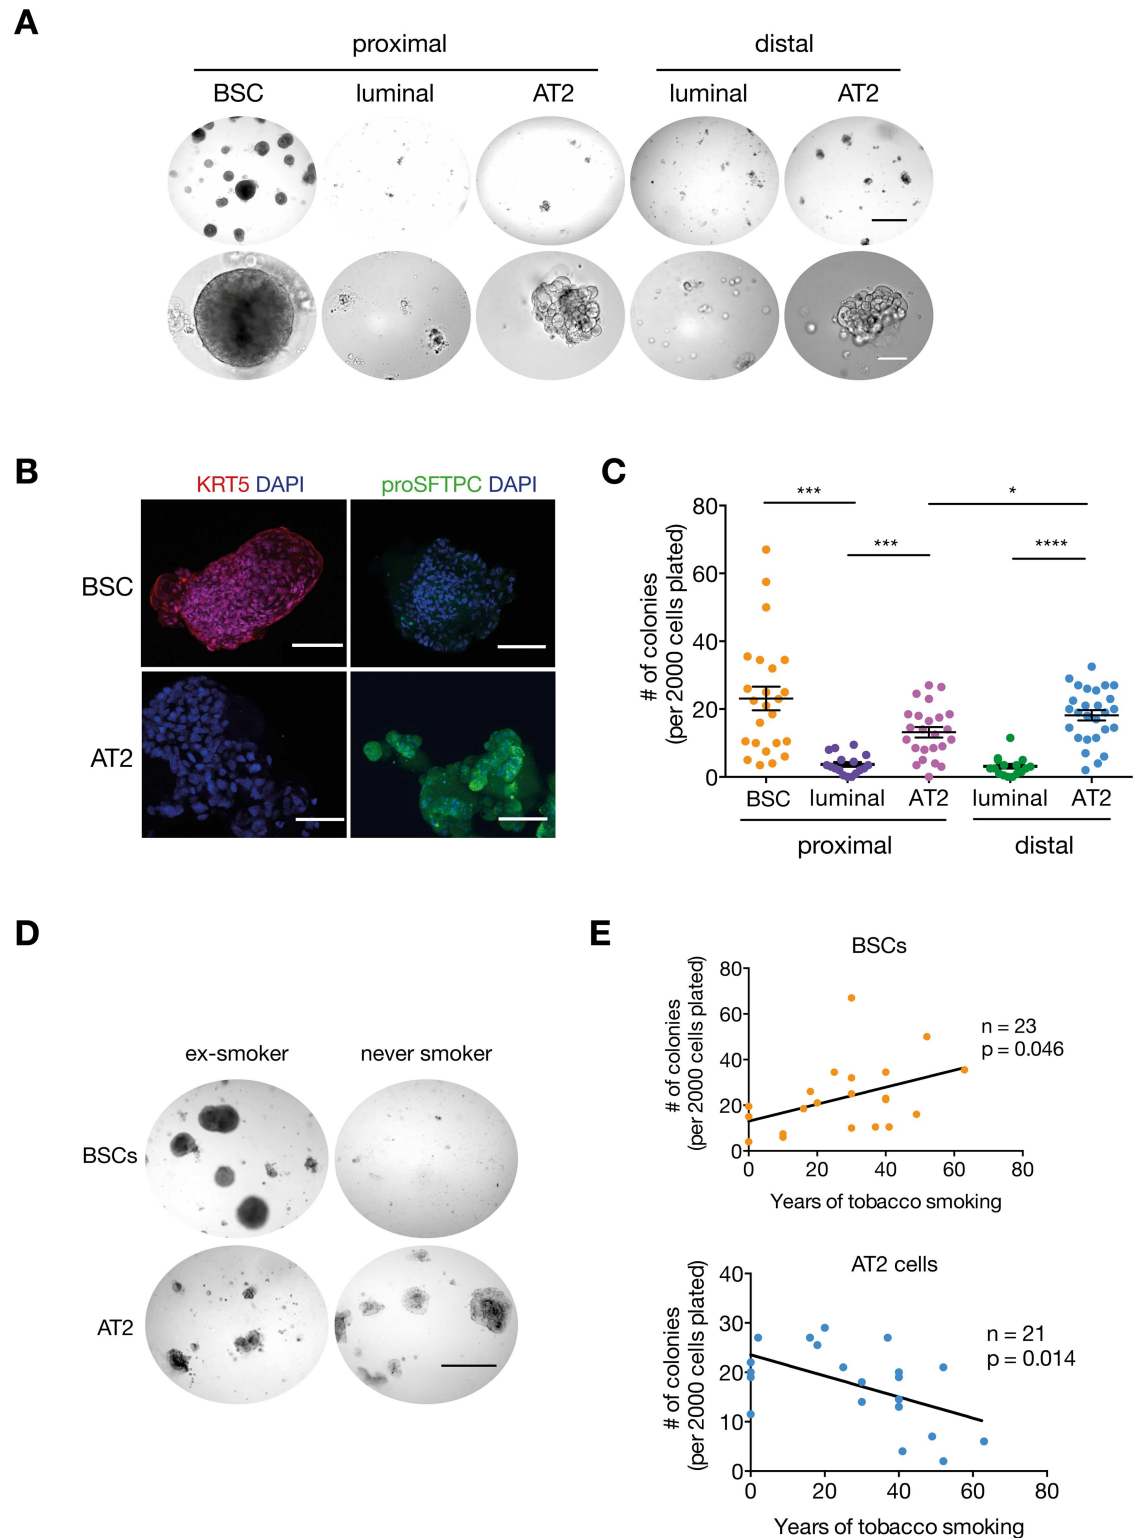 A
proximal
distal
BSC
luminal
AT2
luminal
AT2
B
KRT5 DAPI
proSFTPC DAPI
BSC
AT2
C
# of colonies
(per 2000 cells plated)
80
60
40
20
0
***
***
*
****
BSC
luminal
AT2
luminal
AT2
proximal
distal
D
ex-smoker
never smoker
BSCs
AT2
E
BSCs
# of colonies
(per 2000 cells plated)
80
60
40
20
0
n = 23
p = 0.046
0
20
40
60
80
Years of tobacco smoking
AT2 cells
# of colonies
(per 2000 cells plated)
40
30
20
10
0
n = 21
p = 0.014
0
20
40
60
80
Years of tobacco smoking